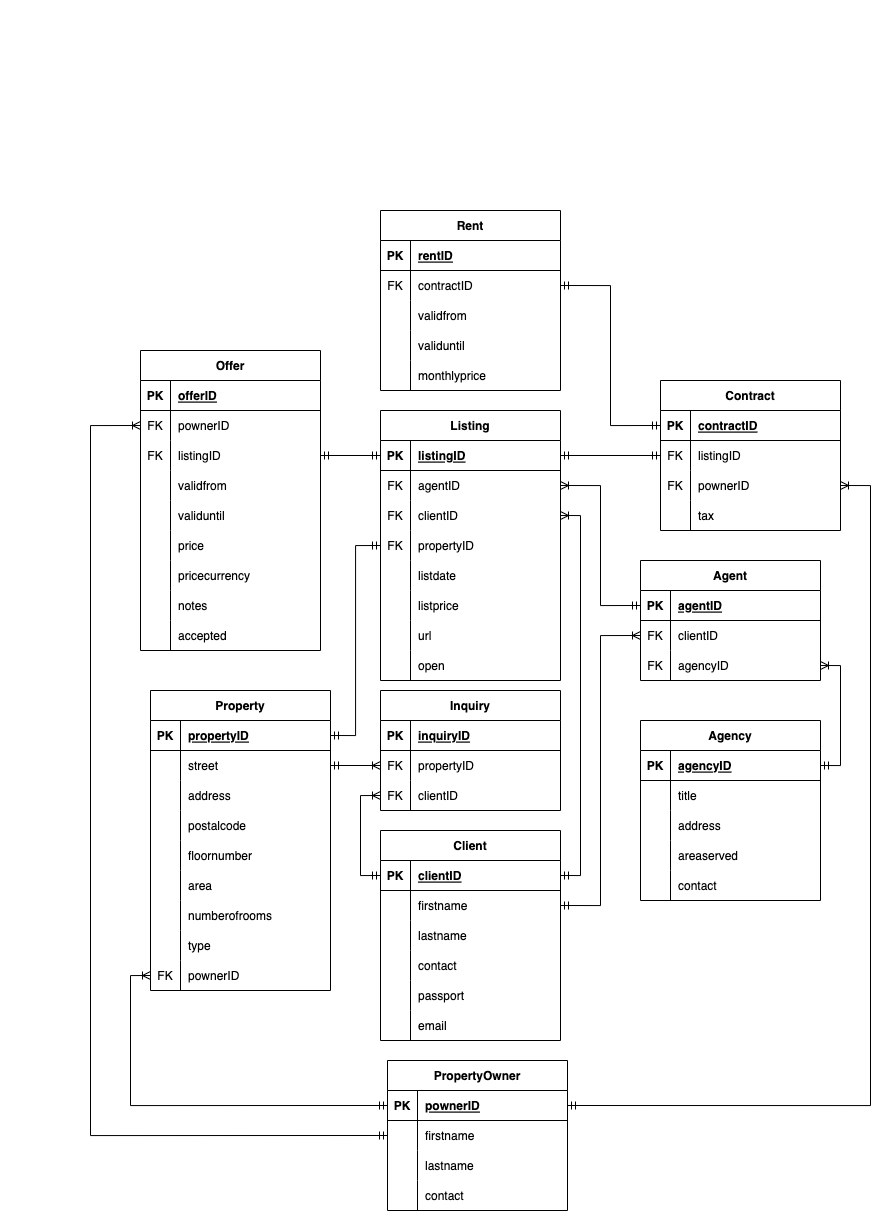 Rent
PK rentID
FK contractID
validfrom
validuntil
monthlyprice
Offer
PK offerID
FK pownerID
FK listingID
validfrom
validuntil
price
pricecurrency
notes
accepted
Listing
PK listingID
FK agentID
FK clientID
FK propertyID
listdate
listprice
url
open
Contract
PK contractID
FK listingID
FK pownerID
tax
Agent
PK agentID
FK clientID
FK agencyID
Property
PK propertyID
street
address
postalcode
floornumber
area
numberofrooms
type
FK pownerID
Inquiry
PK inquiryID
FK propertyID
FK clientID
Agency
PK agencyID
title
address
areaserved
contact
Client
PK clientID
firstname
lastname
contact
passport
email
PropertyOwner
PK pownerID
firstname
lastname
contact